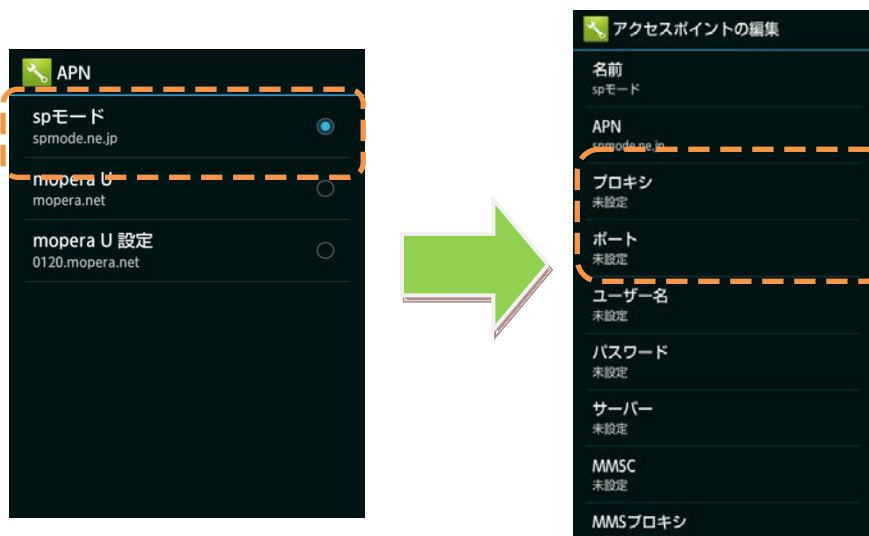 APN
spモード
spmode.ne.jp
mopera U
mopera.net
mopera U 設定
0120.mopera.net
アクセスポイントの編集
名前
spモード
APN
spmode.ne.jp
プロキシ
未設定
ポート
未設定
ユーザー名
未設定
パスワード
未設定
サーバー
未設定
MMSC
未設定
MMSプロキシ